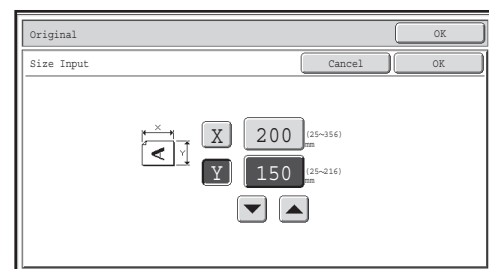 Original OK
Size Input Cancel OK
X
X 200 (25~356)
mm
A Y
Y 150 (25~216)
mm